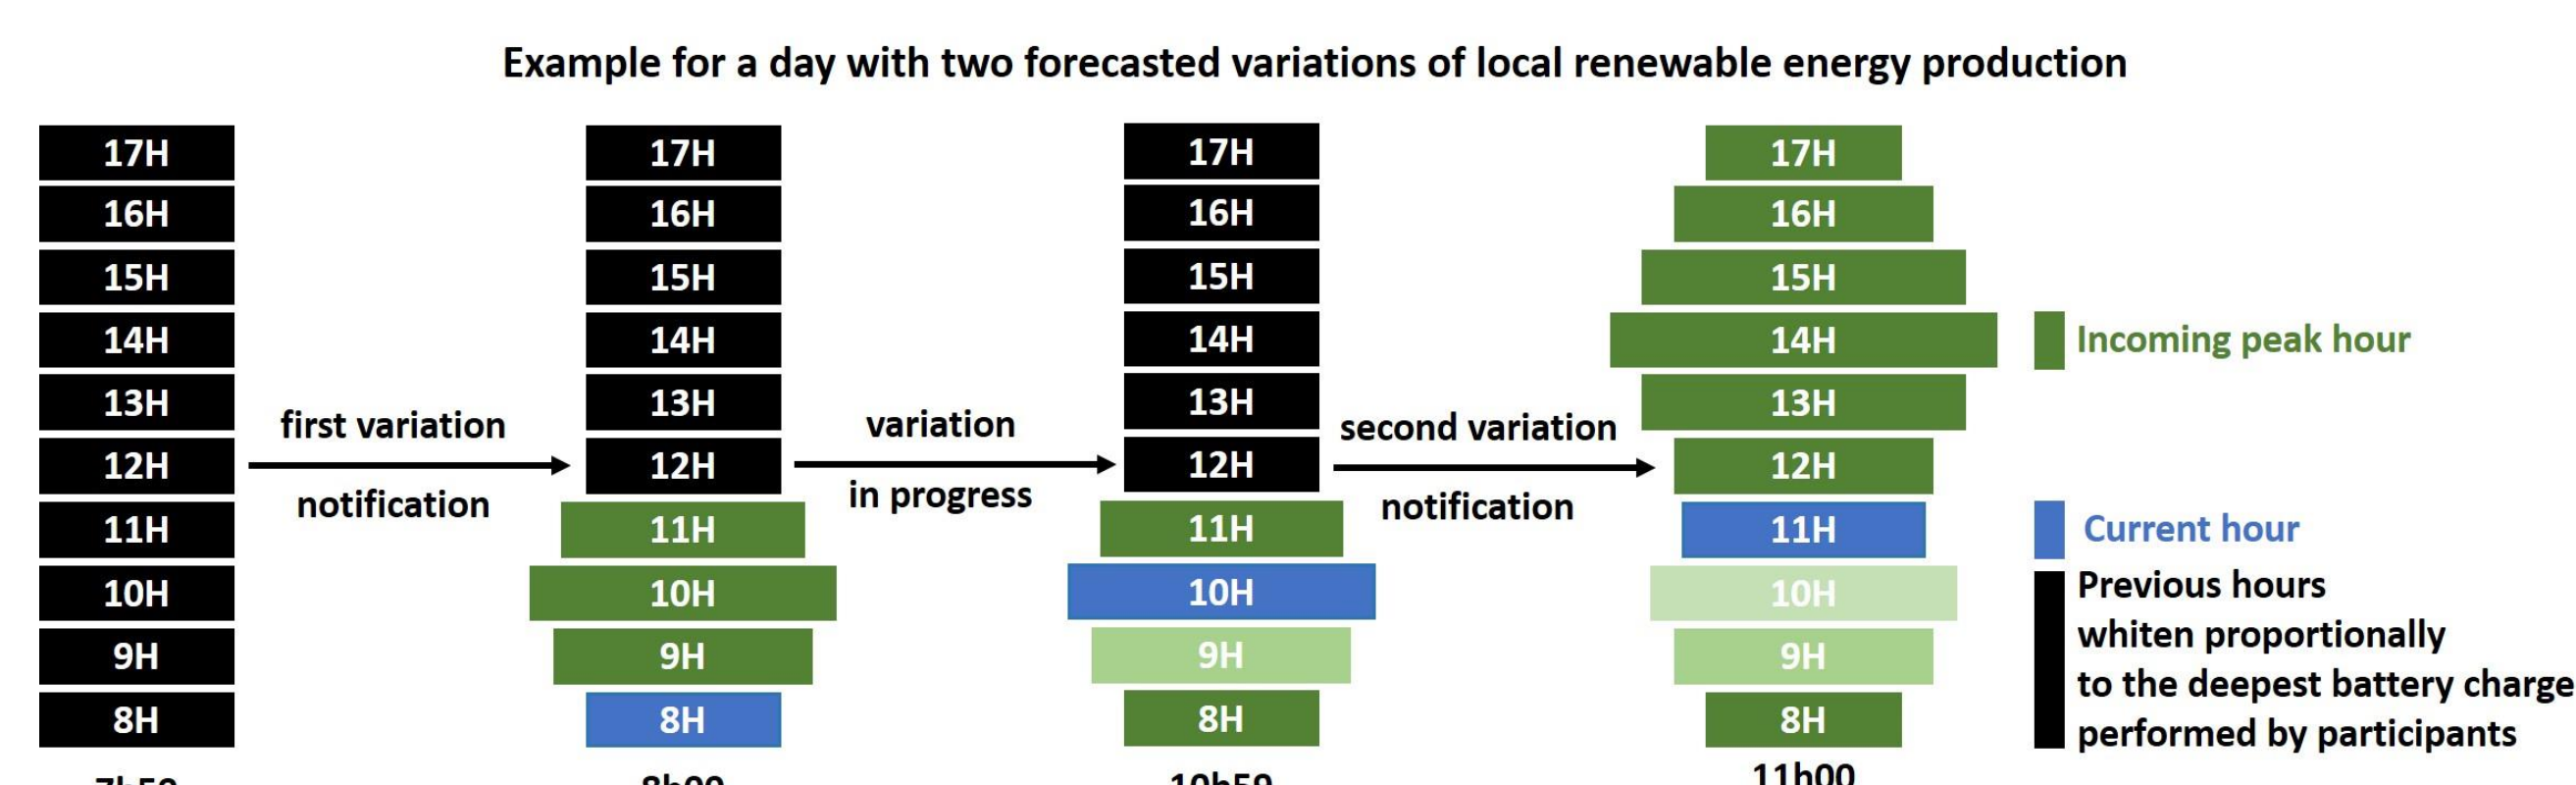 Example for a day with two forecasted variations of local renewable energy production
17H
16H
15H
14H
13H
12H
11H
10H
9H
8H
7h59
first variation
notification
17H
16H
15H
14H
13H
12H
11H
10H
9H
8H
8h00
variation
in progress
17H
16H
15H
14H
13H
12H
11H
10H
9H
8H
10h59
second variation
notification
17H
16H
15H
14H
13H
12H
11H
10H
9H
8H
11h00
Incoming peak hour
Current hour
Previous hours
whiten proportionally
to the deepest battery charge
performed by participants